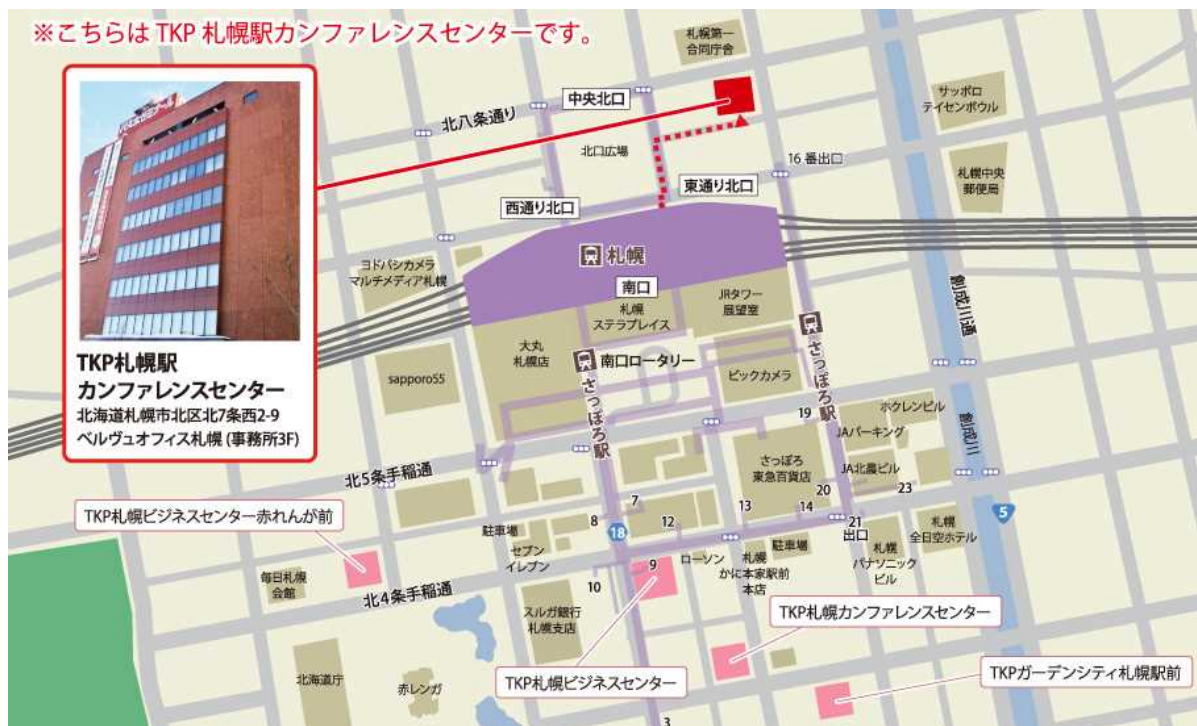 ※こちらは TKP 札幌駅カンファレンスセンターです。
札幌第一
合同庁舎
中央北口
北八条通り
サッポロ
テイセンボウル
北口広場
16 番出口
札幌中央
郵便局
東通り北口
西通り北口
札幌
ヨドバシカメラ
マルチメディア札幌
南口
札幌
ステラプレイス
JRタワー
展望室
創成川通
TKP札幌駅
カンファレンスセンター
北海道札幌市北区北7条西2-9
ベルヴュオフィス札幌 (事務所3F)
大丸
札幌店
南口ロータリー
さっぽろ駅
さっぽろ駅
sapporo55
ビックカメラ
19
ホクレンビル
創成川
JAパーキング
北5条手稲通
さっぽろ
東急百貨店
JA北農ビル
20
23
TKP札幌ビジネスセンター赤れんが前
7
8
18
12
13
14
21
出口
5
駐車場
セブン
イレブン
札幌
全日空ホテル
ローソン
札幌
かに本家駅前
本店
駐車場
札幌
パナソニック
ビル
毎日札幌
会館
北4条手稲通
9
10
スルガ銀行
札幌支店
TKP札幌カンファレンスセンター
北海道庁
赤レンガ
TKP札幌ビジネスセンター
TKPガーデンシティ札幌駅前
3